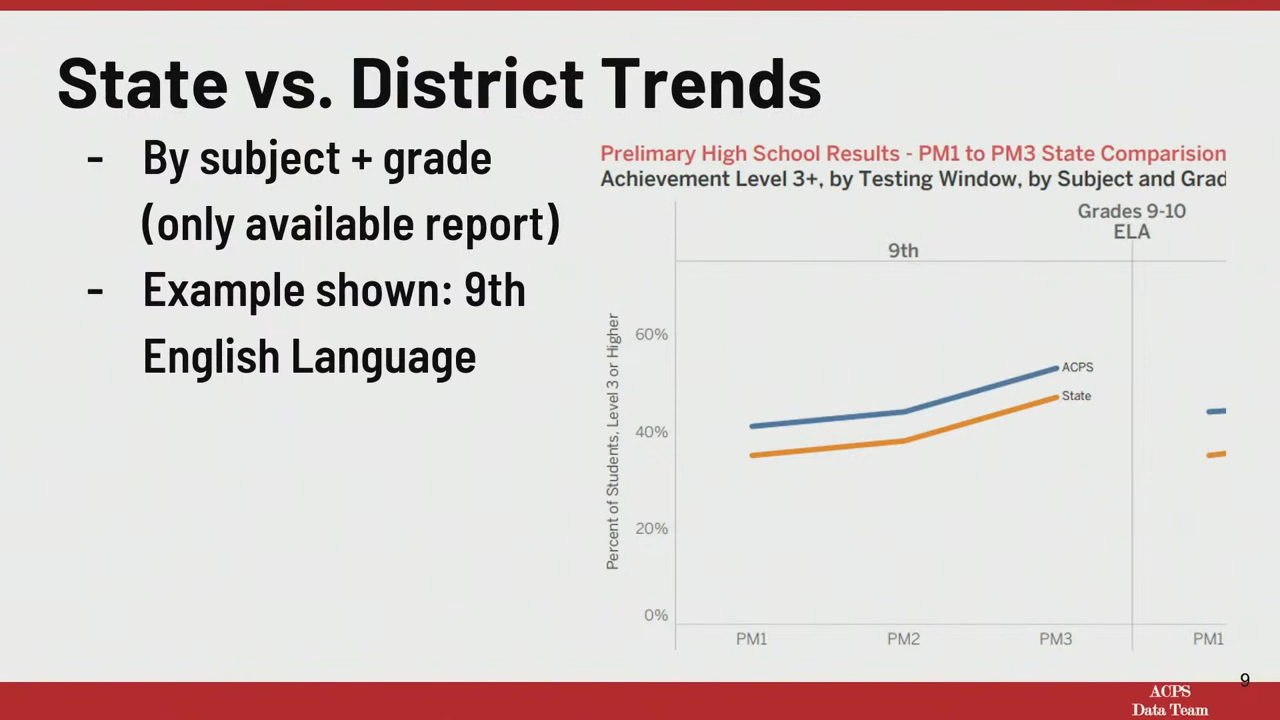 State vs. District Trends
- By subject + grade
(only available report)
- Example shown: 9th
English Language
Prelimary High School Results - PM1 to PM3 State Comparision
Achievement Level 3+, by Testing Window, by Subject and Grad
Grades 9-10
ELA
9th
Percent of Students, Level 3 or Higher
60%
40%
20%
0%
ACPS
State
PM1 PM2 PM3 PM1
9
ACPS
Data Team